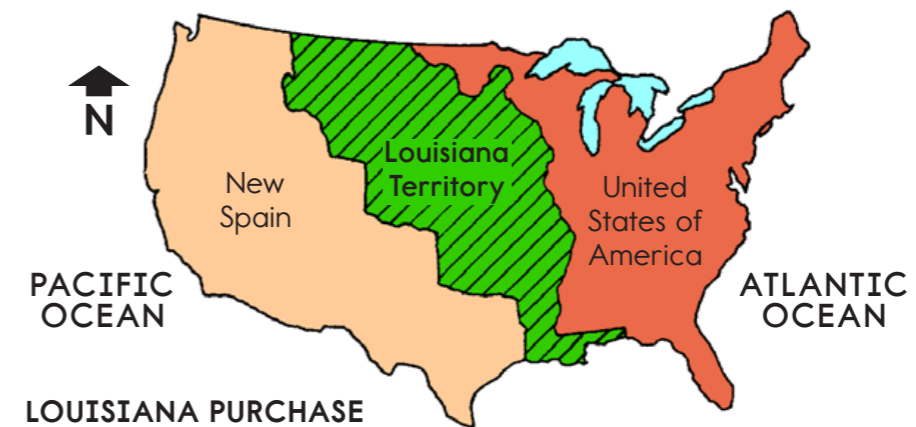 N
Louisiana
Territory
New
Spain
United
States of
America
PACIFIC
OCEAN
ATLANTIC
OCEAN
LOUISIANA PURCHASE